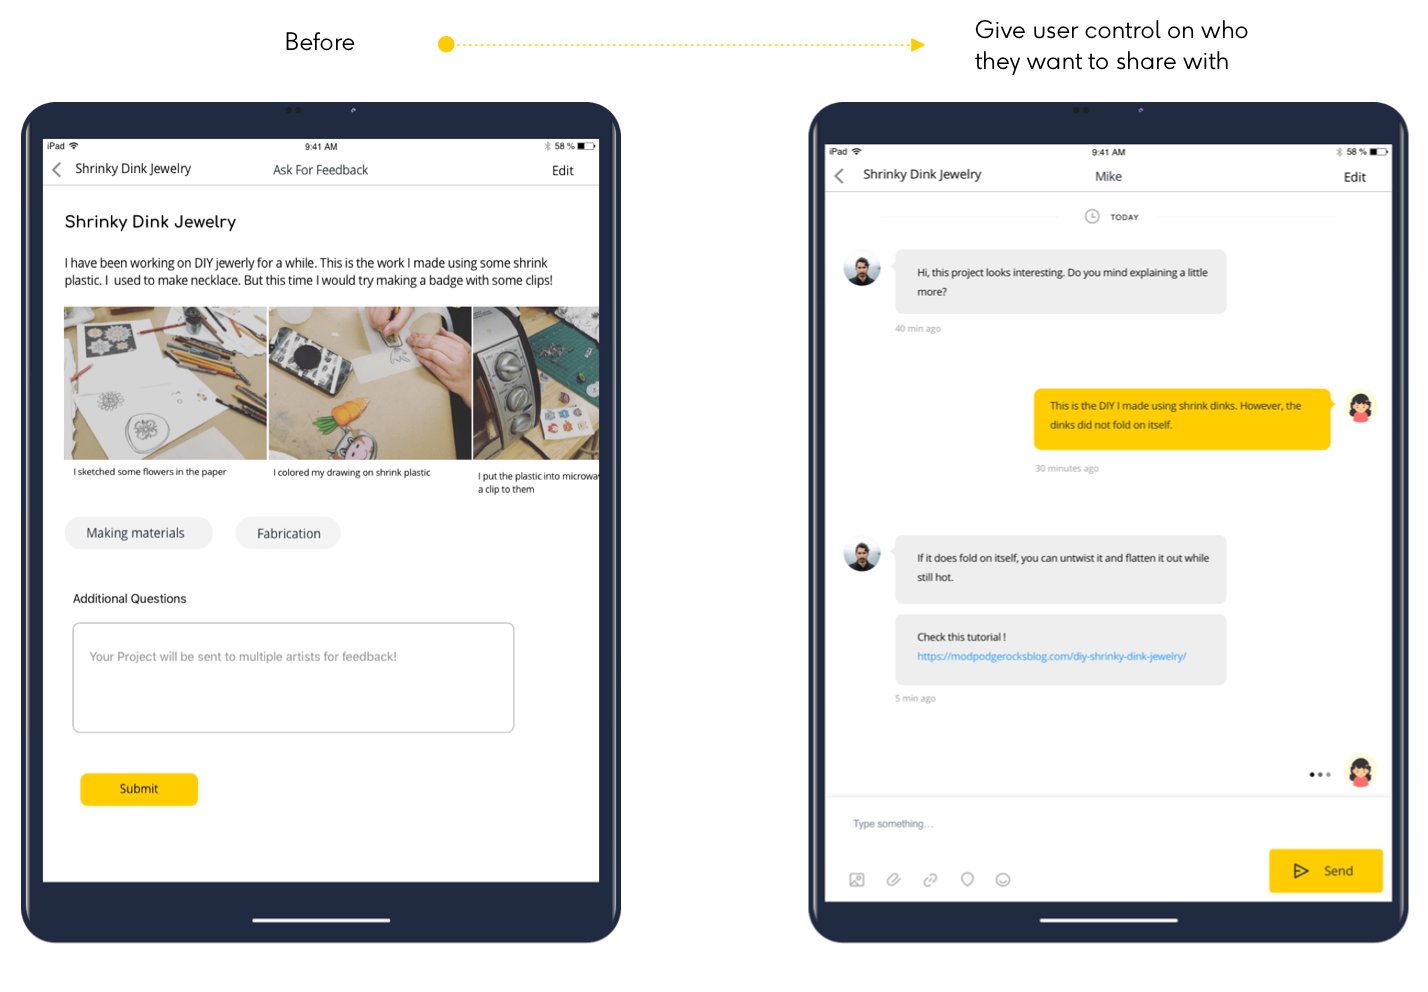 Before
Give user control on who
they want to share with
iPad
9:41 AM
58 %
Shrinky Dink Jewelry
Ask For Feedback
Edit
Shrinky Dink Jewelry
I have been working on DIY jewerly for a while. This is the work I made using some shrink
plastic. I used to make necklace. But this time I would try making a badge with some clips!
I sketched some flowers in the paper
I colored my drawing on shrink plastic
I put the plastic into microwav
a clip to them
Making materials
Fabrication
Additional Questions
Your Project will be sent to multiple artists for feedback!
Submit
iPad
9:41 AM
58 %
Shrinky Dink Jewelry
Mike
Edit
TODAY
Hi, this project looks interesting. Do you mind explaining a little
more?
40 min ago
This is the DIY I made using shrink dinks. However, the
dinks did not fold on itself.
30 minutes ago
If it does fold on itself, you can untwist it and flatten it out while
still hot.
Check this tutorial !
https://modpodgerocksblog.com/diy-shrinky-dink-jewelry/
5 min ago
Type something...
Send